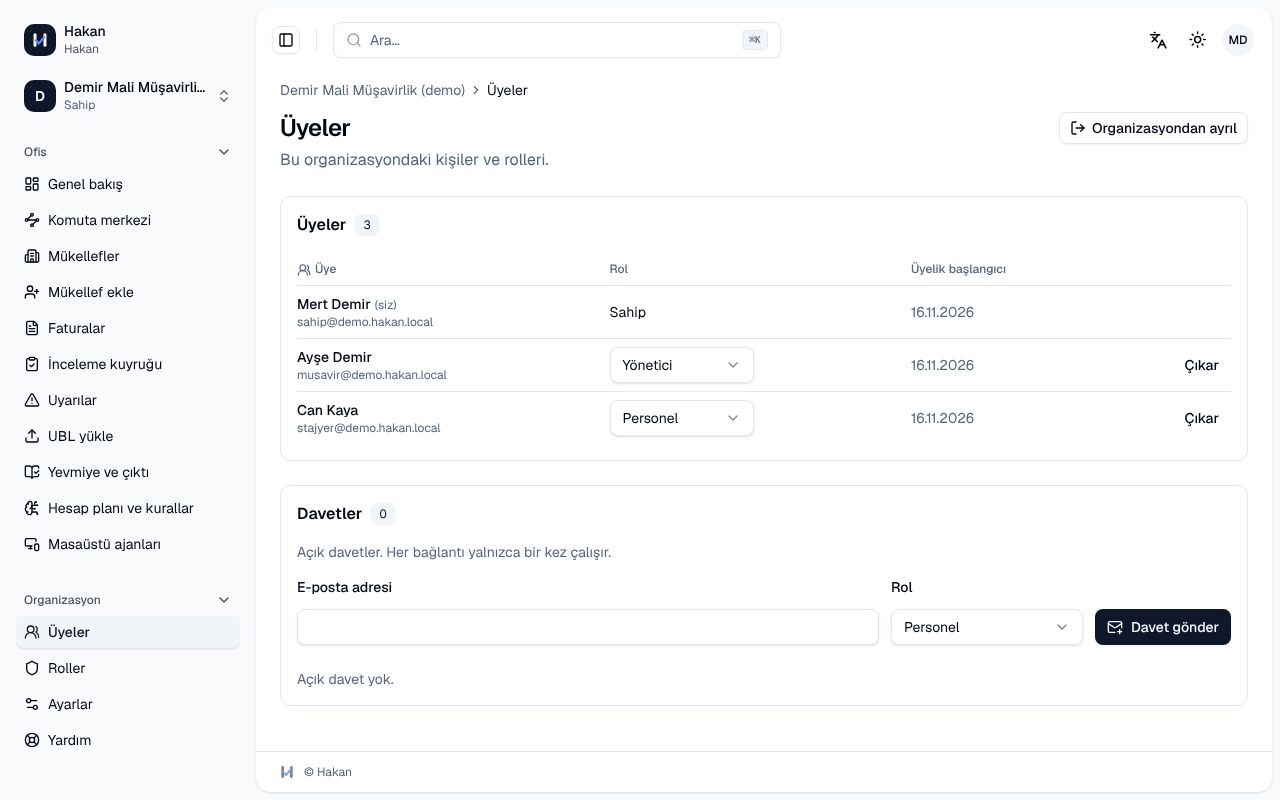 Hakan
Hakan
D
Demir Mali Müşavirli...
Sahip
Ofis
Genel bakış
Komuta merkezi
Mükellefler
Mükellef ekle
Faturalar
İnceleme kuyruğu
Uyarılar
UBL yükle
Yevmiye ve çıktı
Hesap planı ve kurallar
Masaüstü ajanları
Organizasyon
Üyeler
Roller
Ayarlar
Yardım
Ara...
⌘K
MD
Demir Mali Müşavirlik (demo) > Üyeler
Üyeler
Organizasyondan ayrıl
Bu organizasyondaki kişiler ve rolleri.
Üyeler 3
Üye Rol Üyelik başlangıcı
Mert Demir (siz)
sahip@demo.hakan.local
Sahip
16.11.2026
Ayşe Demir
musavir@demo.hakan.local
Yönetici
16.11.2026
Çıkar
Can Kaya
stajyer@demo.hakan.local
Personel
16.11.2026
Çıkar
Davetler 0
Açık davetler. Her bağlantı yalnızca bir kez çalışır.
E-posta adresi
Rol
Personel
Davet gönder
Açık davet yok.
© Hakan